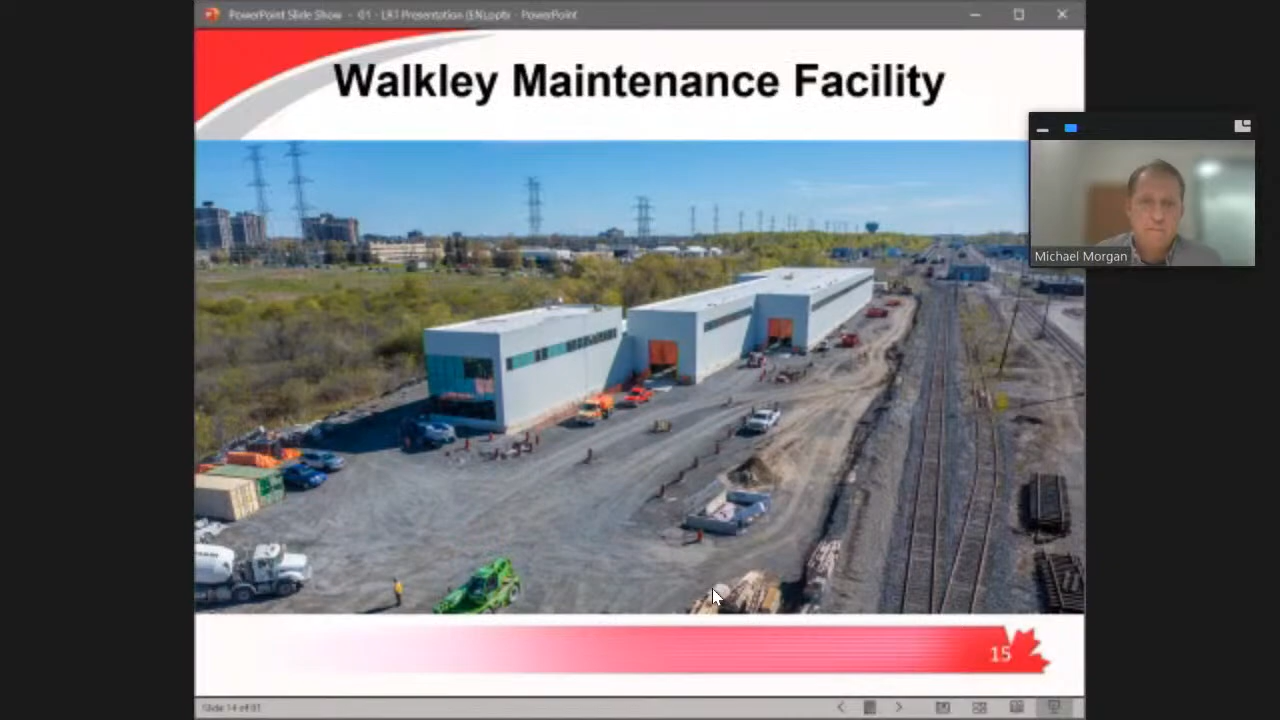 PowerPoint Slide Show - 01 - LRT Presentation (EN).pptx - PowerPoint
Walkley Maintenance Facility
Michael Morgan
15
Slide 14 of 81